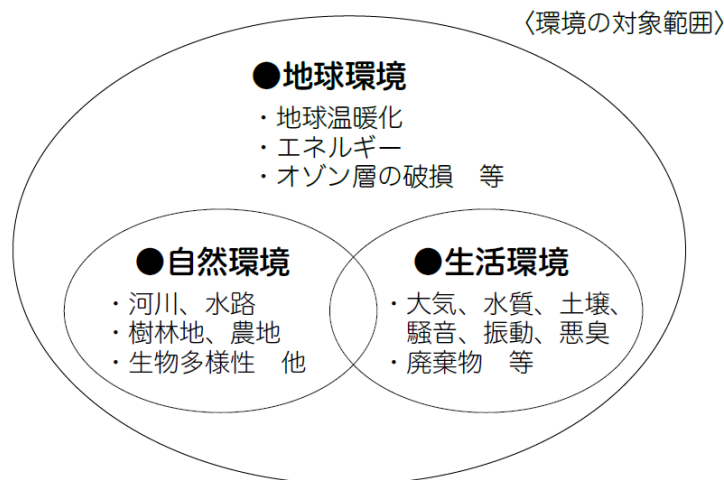 〈環境の対象範囲〉
●地球環境
・地球温暖化
・エネルギー
・オゾン層の破損　等
●自然環境
・河川、水路
・樹林地、農地
・生物多様性　他
●生活環境
・大気、水質、土壌、
騒音、振動、悪臭
・廃棄物　等